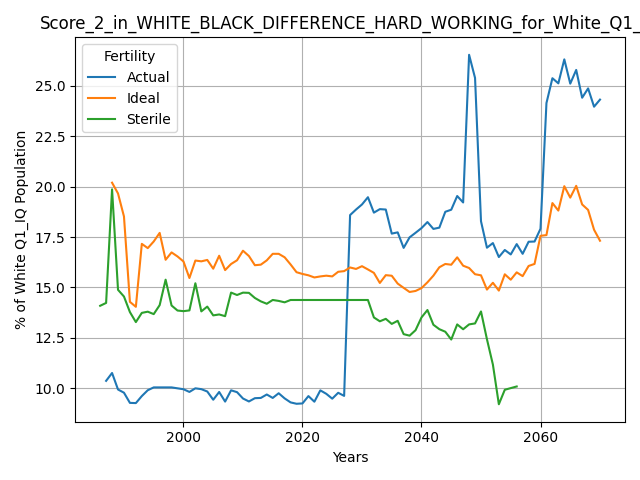 Score_2_in_WHITE_BLACK_DIFFERENCE_HARD_WORKING_for_White_Q1_
Fertility
Actual
Ideal
Sterile
25.0
22.5
20.0
17.5
15.0
12.5
10.0
% of White Q1_IQ Population
2000
2020
2040
2060
Years